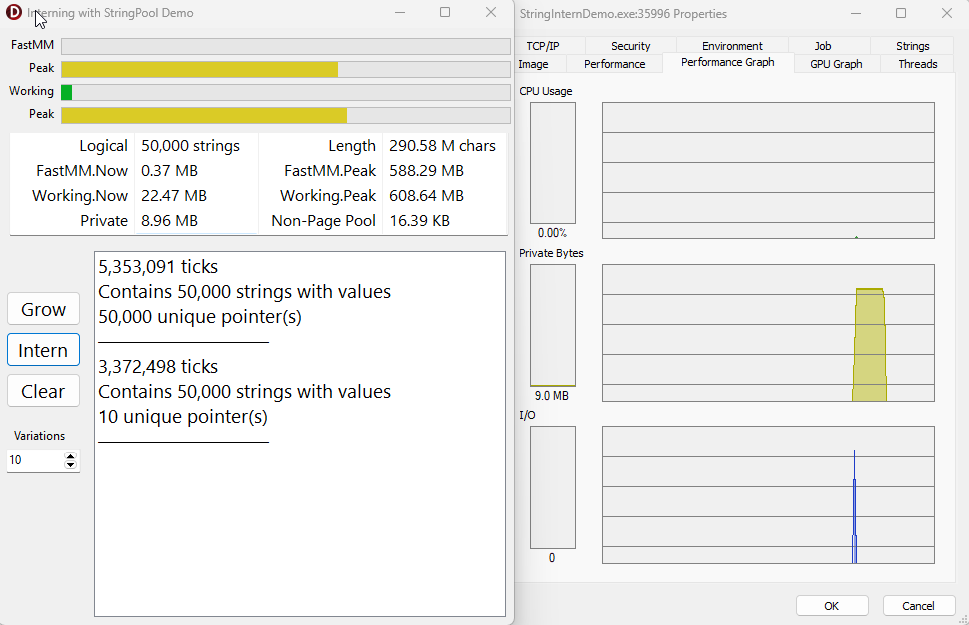 Interning with StringPool Demo
FastMM
Peak
Working
Peak
Logical 50,000 strings Length 290.58 M chars
FastMM.Now 0.37 MB FastMM.Peak 588.29 MB
Working.Now 22.47 MB Working.Peak 608.64 MB
Private 8.96 MB Non-Page Pool 16.39 KB
Grow
Intern
Clear
Variations
10
5,353,091 ticks
Contains 50,000 strings with values
50,000 unique pointer(s)
3,372,498 ticks
Contains 50,000 strings with values
10 unique pointer(s)
StringInternDemo.exe:35996 Properties
TCP/IP Security Environment Job Strings
Image Performance Performance Graph GPU Graph Threads
CPU Usage
0.00%
Private Bytes
9.0 MB
I/O
0
OK Cancel